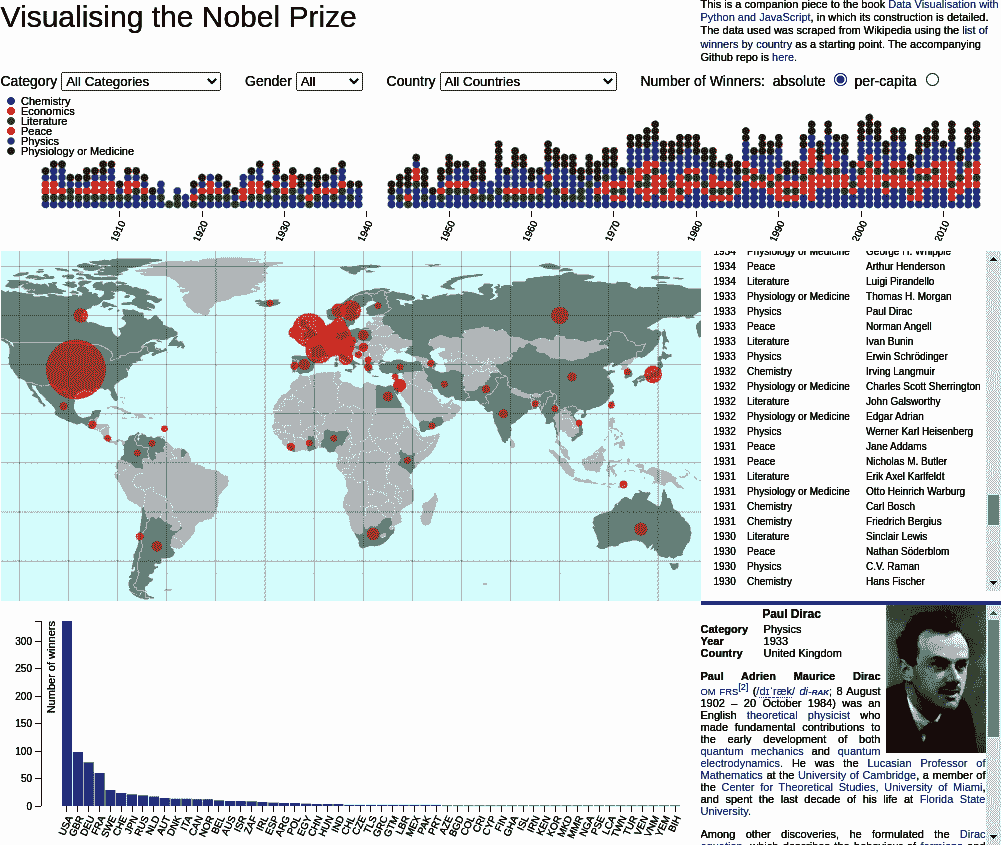 Visualising the Nobel Prize
This is a companion piece to the book Data Visualisation with
Python and JavaScript, in which its construction is detailed.
The data used was scraped from Wikipedia using the list of
winners by country as a starting point. The accompanying
Github repo is here.
Category All Categories Gender All Country All Countries Number of Winners: absolute per-capita
Chemistry
Economics
Literature
Peace
Physics
Physiology or Medicine
1910 1920 1930 1940 1950 1960 1970 1980 1990 2000 2010
1934 Physiology or Medicine George H. Whipple
1934 Peace Arthur Henderson
1934 Literature Luigi Pirandello
1933 Physiology or Medicine Thomas H. Morgan
1933 Physics Paul Dirac
1933 Peace Norman Angell
1933 Literature Ivan Bunin
1933 Physics Erwin Schrödinger
1932 Chemistry Irving Langmuir
1932 Physiology or Medicine Charles Scott Sherrington
1932 Literature John Galsworthy
1932 Physiology or Medicine Edgar Adrian
1932 Physics Werner Karl Heisenberg
1931 Peace Jane Addams
1931 Peace Nicholas M. Butler
1931 Literature Erik Axel Karlfeldt
1931 Physiology or Medicine Otto Heinrich Warburg
1931 Chemistry Carl Bosch
1931 Chemistry Friedrich Bergius
1930 Literature Sinclair Lewis
1930 Peace Nathan Söderblom
1930 Physics C.V. Raman
1930 Chemistry Hans Fischer
Number of winners
300
250
200
150
100
50
0
USA GBR DEU FRA SWE CHE JPN RUS NLD AUT DNK ITA CAN NOR BEL AUS ISR ZAF IRL ESP ARG POL EGY CHN HUN IND CHL CZE TLS GRC GTM LBR MEX PAK PRT AZE BGD COL CRI CYP FIN GHA ISL IRN KEN KOR MKD MMR NGA PSE LCA TWN TUR VEN VNM YEM BIH
Paul Dirac
Category Physics
Year 1933
Country United Kingdom
Paul Adrien Maurice Dirac
OM FRS[2] (/dɪˈræk/ di-RAK; 8 August
1902 – 20 October 1984) was an
English theoretical physicist who
made fundamental contributions to
the early development of both
quantum mechanics and quantum
electrodynamics. He was the Lucasian Professor of
Mathematics at the University of Cambridge, a member of
the Center for Theoretical Studies, University of Miami,
and spent the last decade of his life at Florida State
University.
Among other discoveries, he formulated the Dirac
equation, which describes the behaviour of fermions and